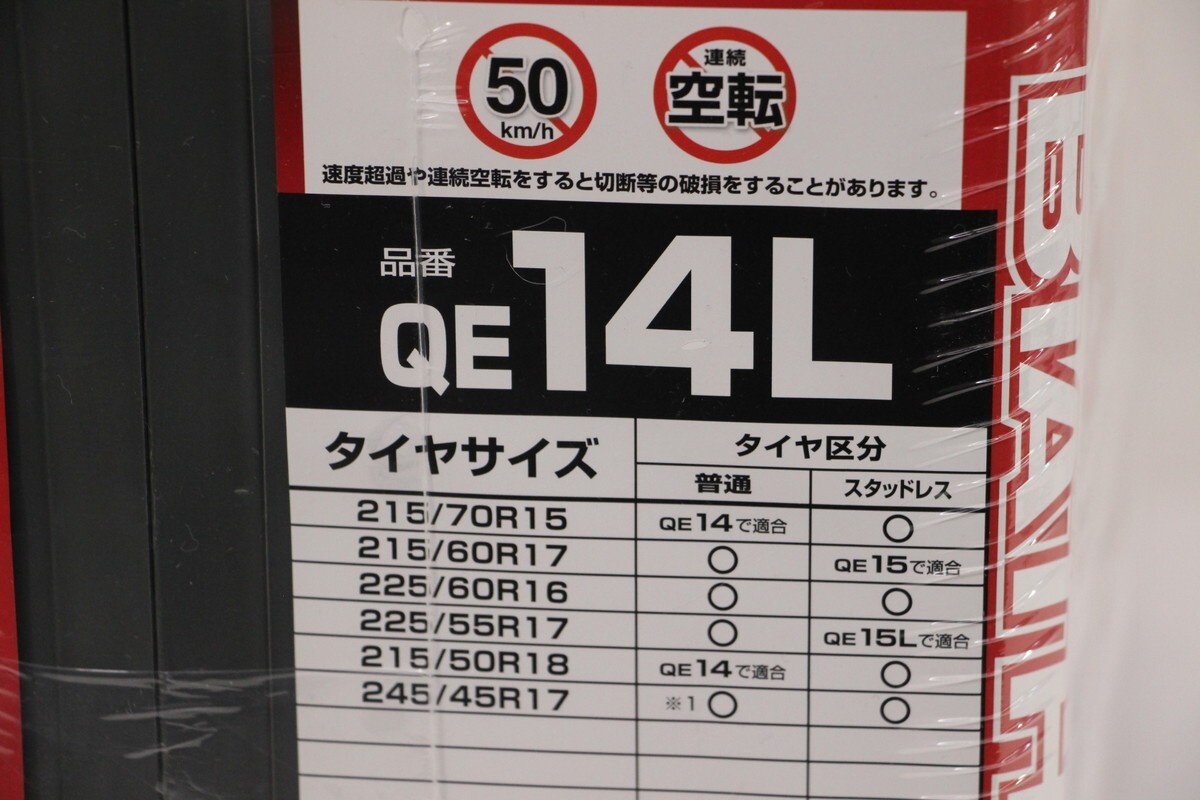 50
km/h
連続
空転
速度超過や連続空転をすると切断等の破損をすることがあります。
品番
QE14L
タイヤサイズ
タイヤ区分
普通 スタッドレス
215/70R15 QE14で適合 ○
215/60R17 ○ QE15で適合
225/60R16 ○ ○
225/55R17 ○ QE15Lで適合
215/50R18 QE14で適合 ○
245/45R17 ※1 ○ ○